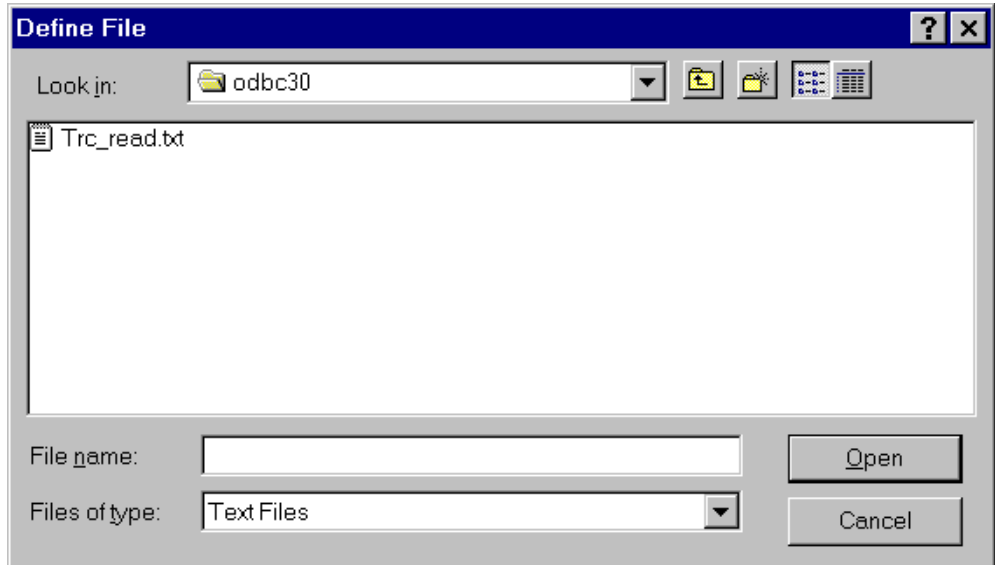 Define File
Look in: odbc30
Trc_read.txt
File name:
Open
Files of type: Text Files
Cancel